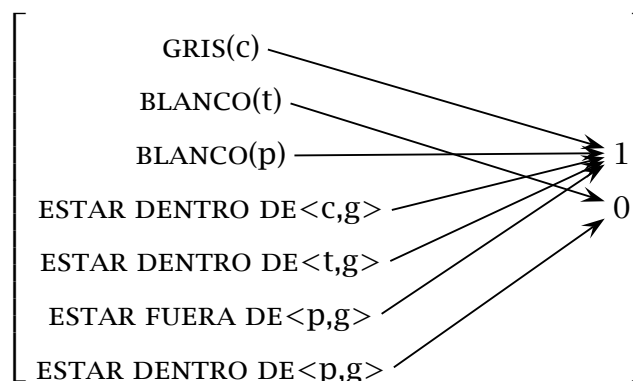 GRIS(c)
BLANCO(t)
BLANCO(p)
1
ESTAR DENTRO DE<c,g>
0
ESTAR DENTRO DE<t,g>
ESTAR FUERA DE<p,g>
ESTAR DENTRO DE<p,g>